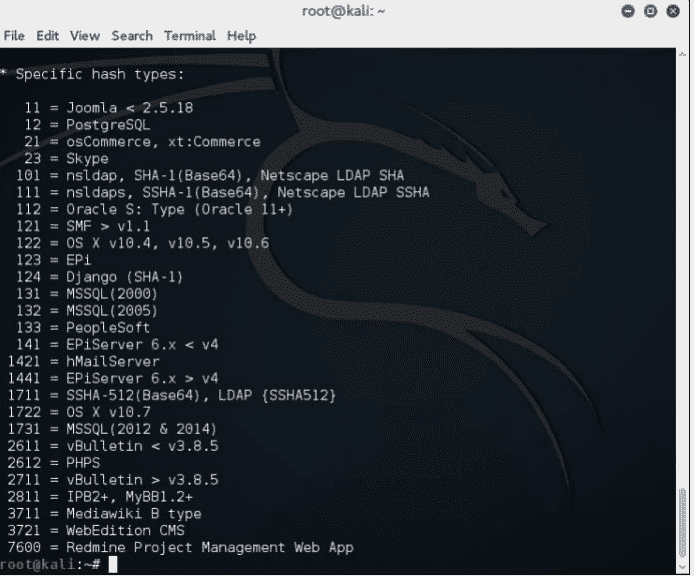 root@kali: ~
File Edit View Search Terminal Help
* Specific hash types:
11 = Joomla < 2.5.18
12 = PostgreSQL
21 = osCommerce, xt:Commerce
23 = Skype
101 = nsldap, SHA-1(Base64), Netscape LDAP SHA
111 = nsldaps, SSHA-1(Base64), Netscape LDAP SSHA
112 = Oracle S: Type (Oracle 11+)
121 = SMF > v1.1
122 = OS X v10.4, v10.5, v10.6
123 = EPi
124 = Django (SHA-1)
131 = MSSQL(2000)
132 = MSSQL(2005)
133 = PeopleSoft
141 = EPiServer 6.x < v4
1421 = hMailServer
1441 = EPiServer 6.x > v4
1711 = SSHA-512(Base64), LDAP {SSHA512}
1722 = OS X v10.7
1731 = MSSQL(2012 & 2014)
2611 = vBulletin < v3.8.5
2612 = PHPS
2711 = vBulletin > v3.8.5
2811 = IPB2+, MyBB1.2+
3711 = Mediawiki B type
3721 = WebEdition CMS
7600 = Redmine Project Management Web App
root@kali:~#